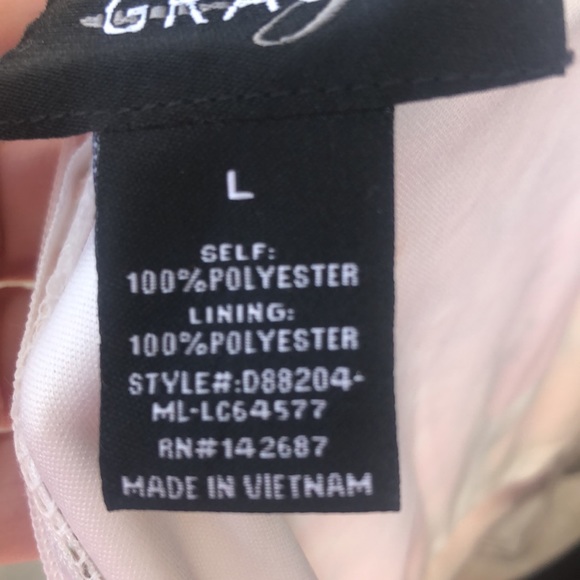 L
SELF:
100%POLYESTER
LINING:
100%POLYESTER
STYLE#:D88204-
ML-LC64577
RN#142687
MADE IN VIETNAM